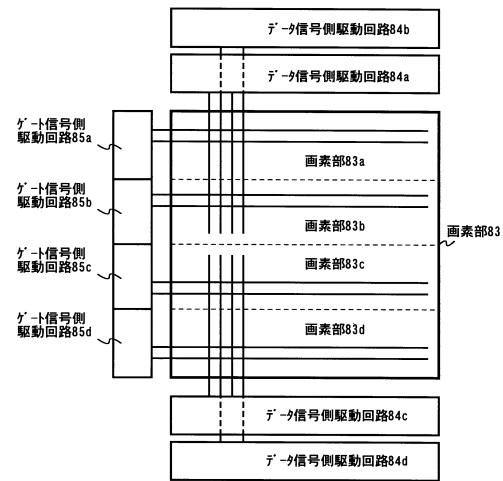 データ信号側駆動回路84b
データ信号側駆動回路84a
ゲート信号側
駆動回路85a
ゲート信号側
駆動回路85b
ゲート信号側
駆動回路85c
ゲート信号側
駆動回路85d
画素部83a
画素部83b
画素部83
画素部83c
画素部83d
データ信号側駆動回路84c
データ信号側駆動回路84d